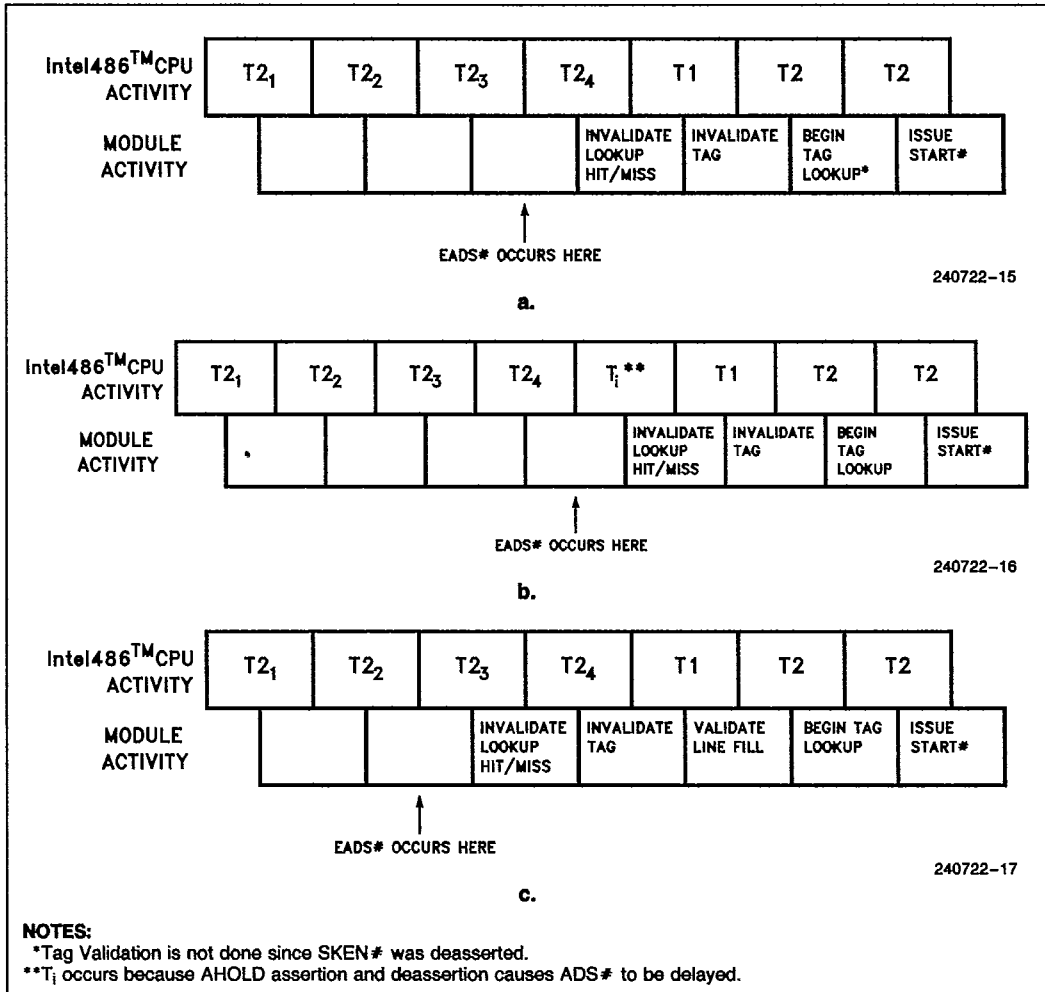 Intel486™CPU ACTIVITY
T2₁ T2₂ T2₃ T2₄ T1 T2 T2
MODULE ACTIVITY
INVALIDATE LOOKUP HIT/MISS
INVALIDATE TAG
BEGIN TAG LOOKUP*
ISSUE START#
EADS# OCCURS HERE
240722-15
a.
Intel486™CPU ACTIVITY
T2₁ T2₂ T2₃ T2₄ Tᵢ** T1 T2 T2
MODULE ACTIVITY
INVALIDATE LOOKUP HIT/MISS
INVALIDATE TAG
BEGIN TAG LOOKUP
ISSUE START#
EADS# OCCURS HERE
240722-16
b.
Intel486™CPU ACTIVITY
T2₁ T2₂ T2₃ T2₄ T1 T2 T2
MODULE ACTIVITY
INVALIDATE LOOKUP HIT/MISS
INVALIDATE TAG
VALIDATE LINE FILL
BEGIN TAG LOOKUP
ISSUE START#
EADS# OCCURS HERE
240722-17
c.
NOTES:
*Tag Validation is not done since SKEN# was deasserted.
**Tᵢ occurs because AHOLD assertion and deassertion causes ADS# to be delayed.